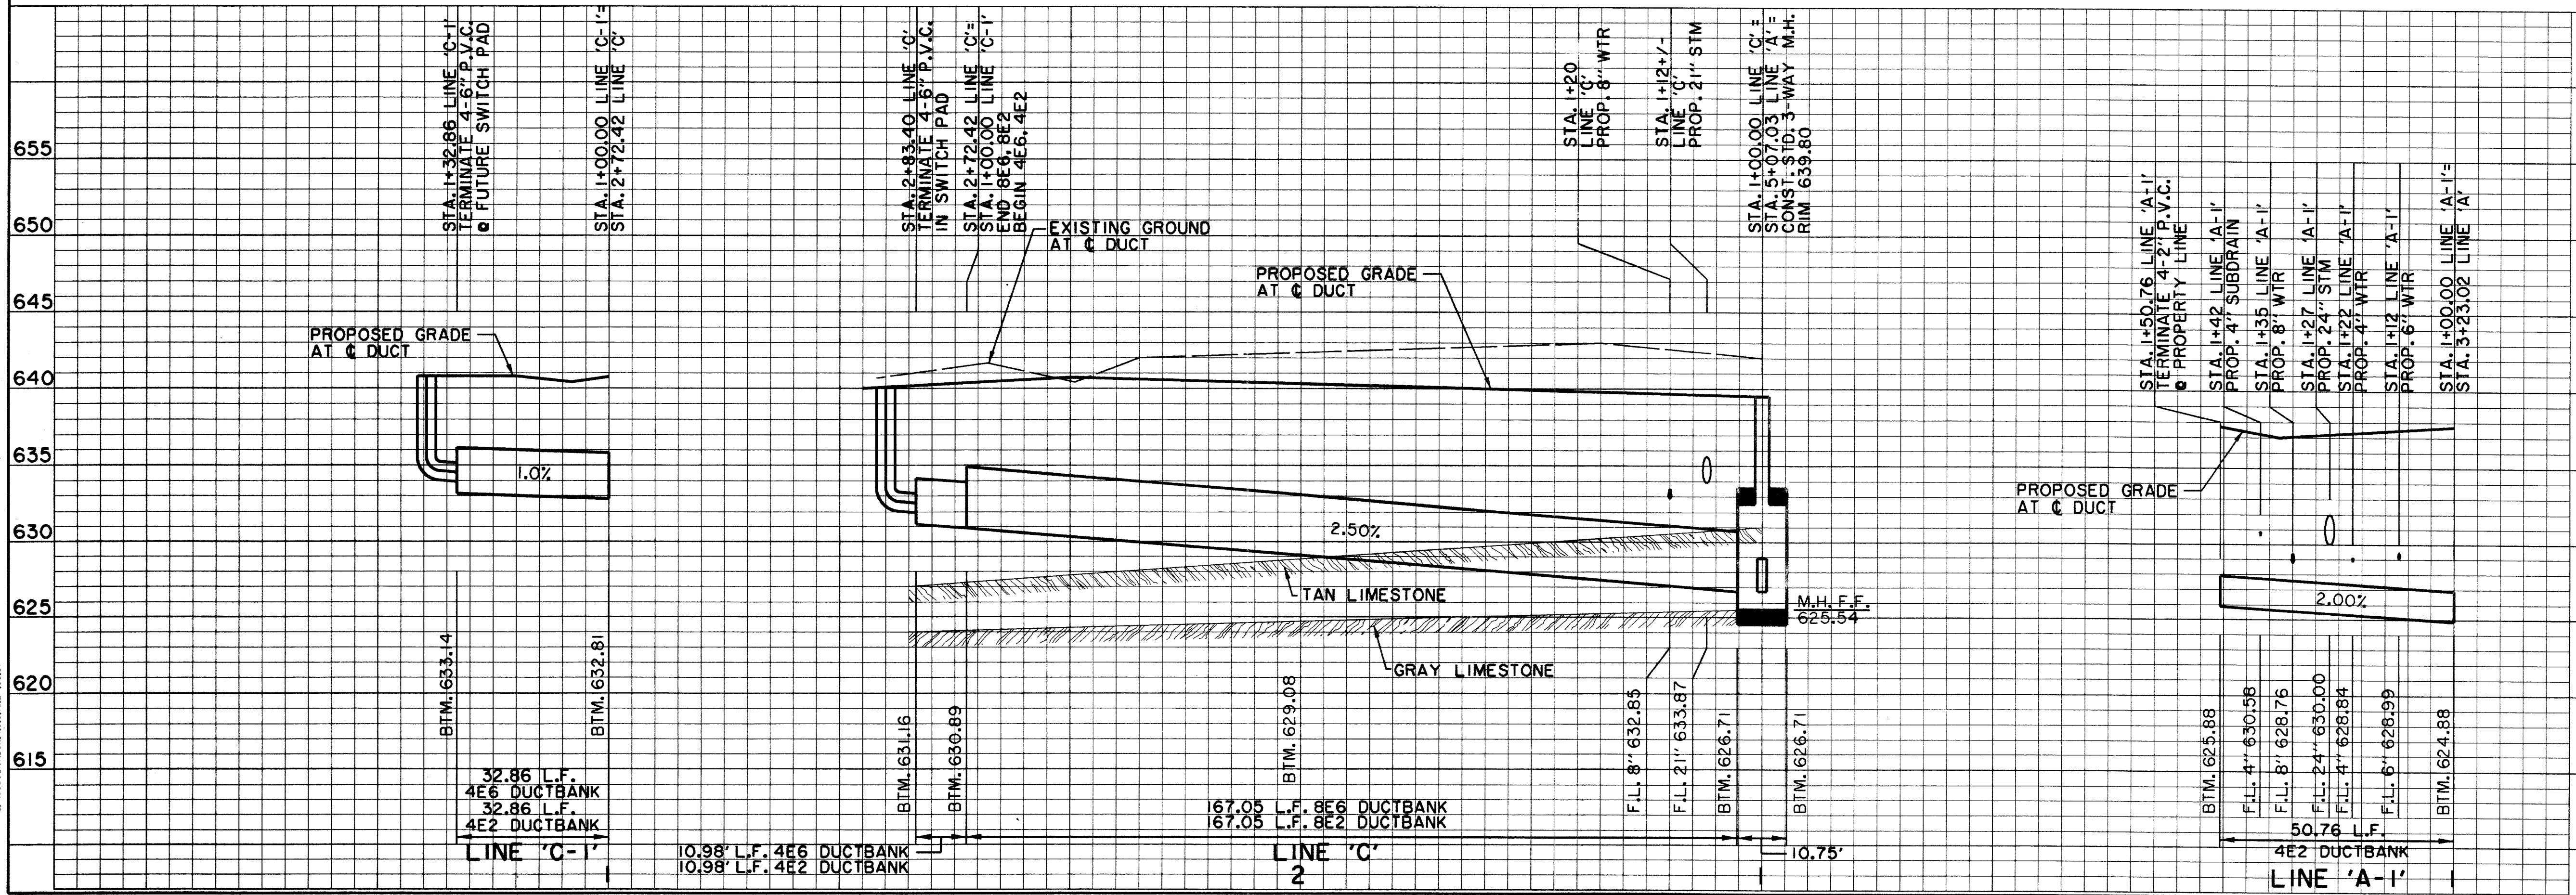 655
650
645
640
635
630
625
620
615
STA. 1+32.86 LINE 'C-1'
TERMINATE 4-6" P.V.C.
@ FUTURE SWITCH PAD
STA. 1+00.00 LINE 'C-1'=
STA. 2+72.42 LINE 'C'
PROPOSED GRADE
AT ℄ DUCT
1.0%
BTM. 633.14
BTM. 632.81
32.86 L.F.
4E6 DUCTBANK
32.86 L.F.
4E2 DUCTBANK
LINE 'C-1'
1
STA. 2+83.40 LINE 'C'
TERMINATE 4-6" P.V.C.
IN SWITCH PAD
STA. 2+72.42 LINE 'C'=
STA. 1+00.00 LINE 'C-1'
END 8E6, 8E2
BEGIN 4E6, 4E2
EXISTING GROUND
AT ℄ DUCT
PROPOSED GRADE
AT ℄ DUCT
STA. 1+20
LINE 'C'
PROP. 8" WTR
STA. 1+12+/-
LINE 'C'
PROP. 21" STM
STA. 1+00.00 LINE 'C'=
STA. 5+07.03 LINE 'A'=
CONST. STD. 3-WAY M.H.
RIM 639.80
2.50%
TAN LIMESTONE
GRAY LIMESTONE
M.H. F.F.
625.54
BTM. 631.16
BTM. 630.89
BTM. 629.08
F.L. 8" 632.85
F.L. 21" 633.87
BTM. 626.71
BTM. 626.71
10.98' L.F. 4E6 DUCTBANK
10.98' L.F. 4E2 DUCTBANK
167.05 L.F. 8E6 DUCTBANK
167.05 L.F. 8E2 DUCTBANK
10.75'
LINE 'C'
2
1
STA. 1+50.76 LINE 'A-1'
TERMINATE 4-2" P.V.C.
@ PROPERTY LINE
STA. 1+42 LINE 'A-1'
PROP. 4" SUBDRAIN
STA. 1+35 LINE 'A-1'
PROP. 8" WTR
STA. 1+27 LINE 'A-1'
PROP. 24" STM
STA. 1+22 LINE 'A-1'
PROP. 4" WTR
STA. 1+12 LINE 'A-1'
PROP. 6" WTR
STA. 1+00.00 LINE 'A-1'=
STA. 3+23.02 LINE 'A'
PROPOSED GRADE
AT ℄ DUCT
2.00%
BTM. 625.88
F.L. 4" 630.58
F.L. 8" 628.76
F.L. 24" 630.00
F.L. 4" 628.84
F.L. 6" 628.99
BTM. 624.88
50.76 L.F.
4E2 DUCTBANK
LINE 'A-1'
1